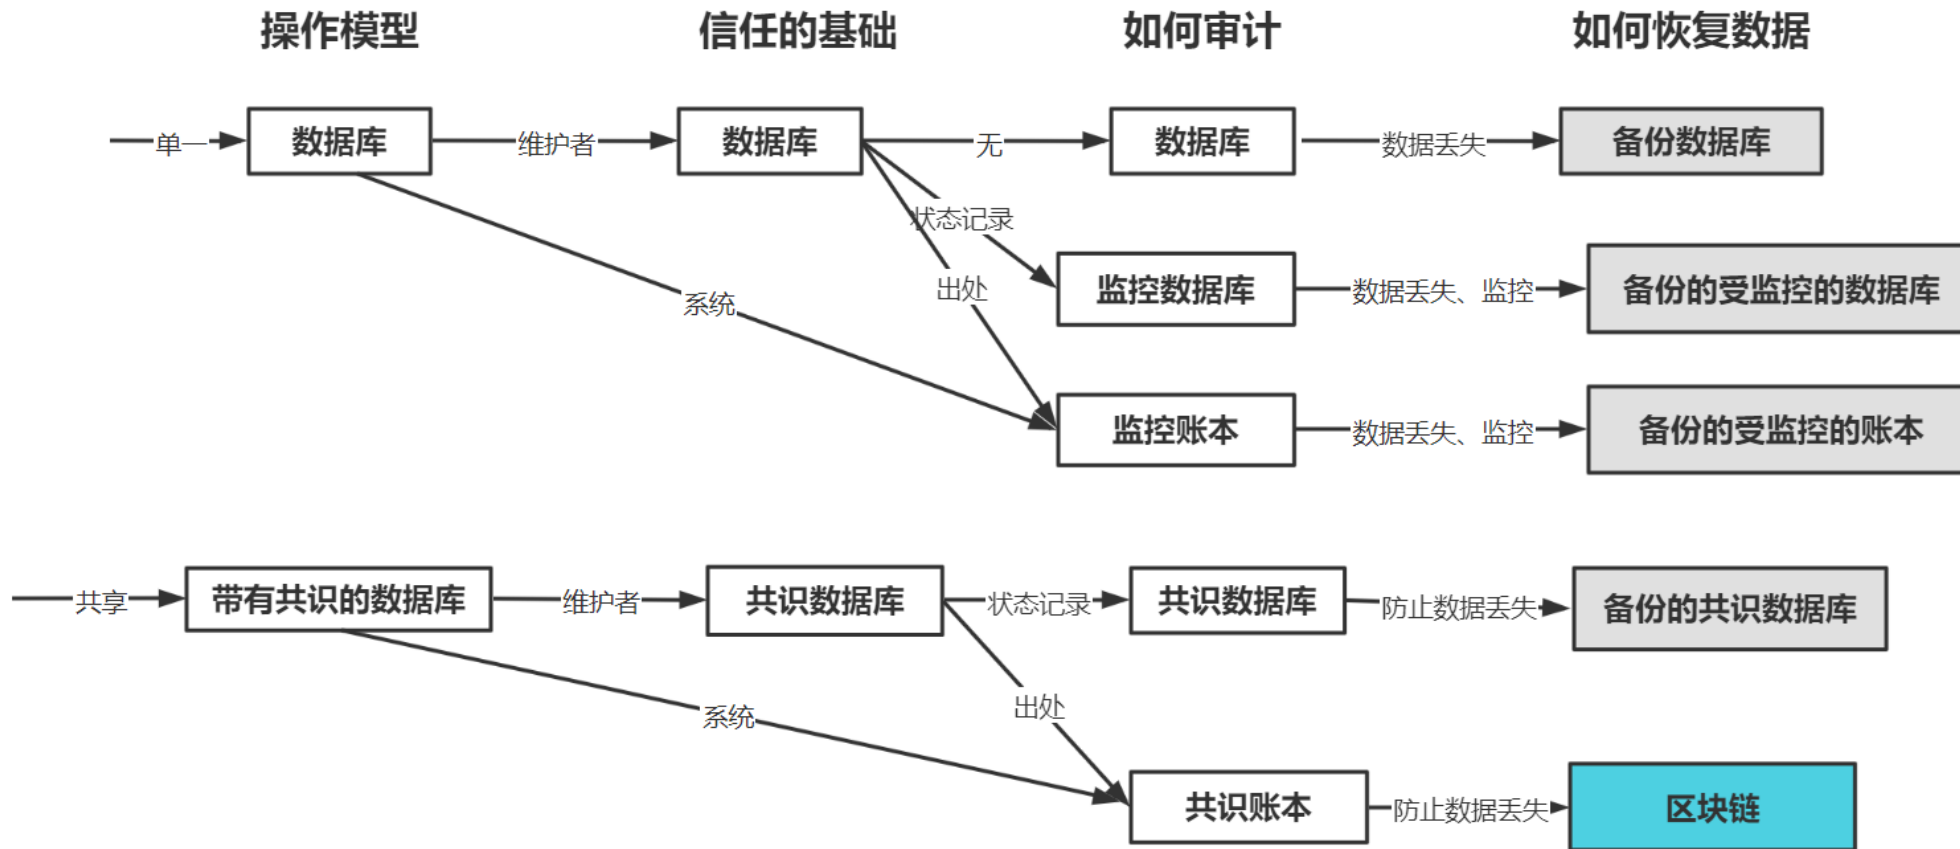 操作模型
信任的基础
如何审计
如何恢复数据
单一
数据库
维护者
数据库
无
数据库
数据丢失
备份数据库
状态记录
监控数据库
数据丢失、监控
备份的受监控的数据库
出处
系统
监控账本
数据丢失、监控
备份的受监控的账本
共享
带有共识的数据库
维护者
共识数据库
状态记录
共识数据库
防止数据丢失
备份的共识数据库
出处
系统
共识账本
防止数据丢失
区块链